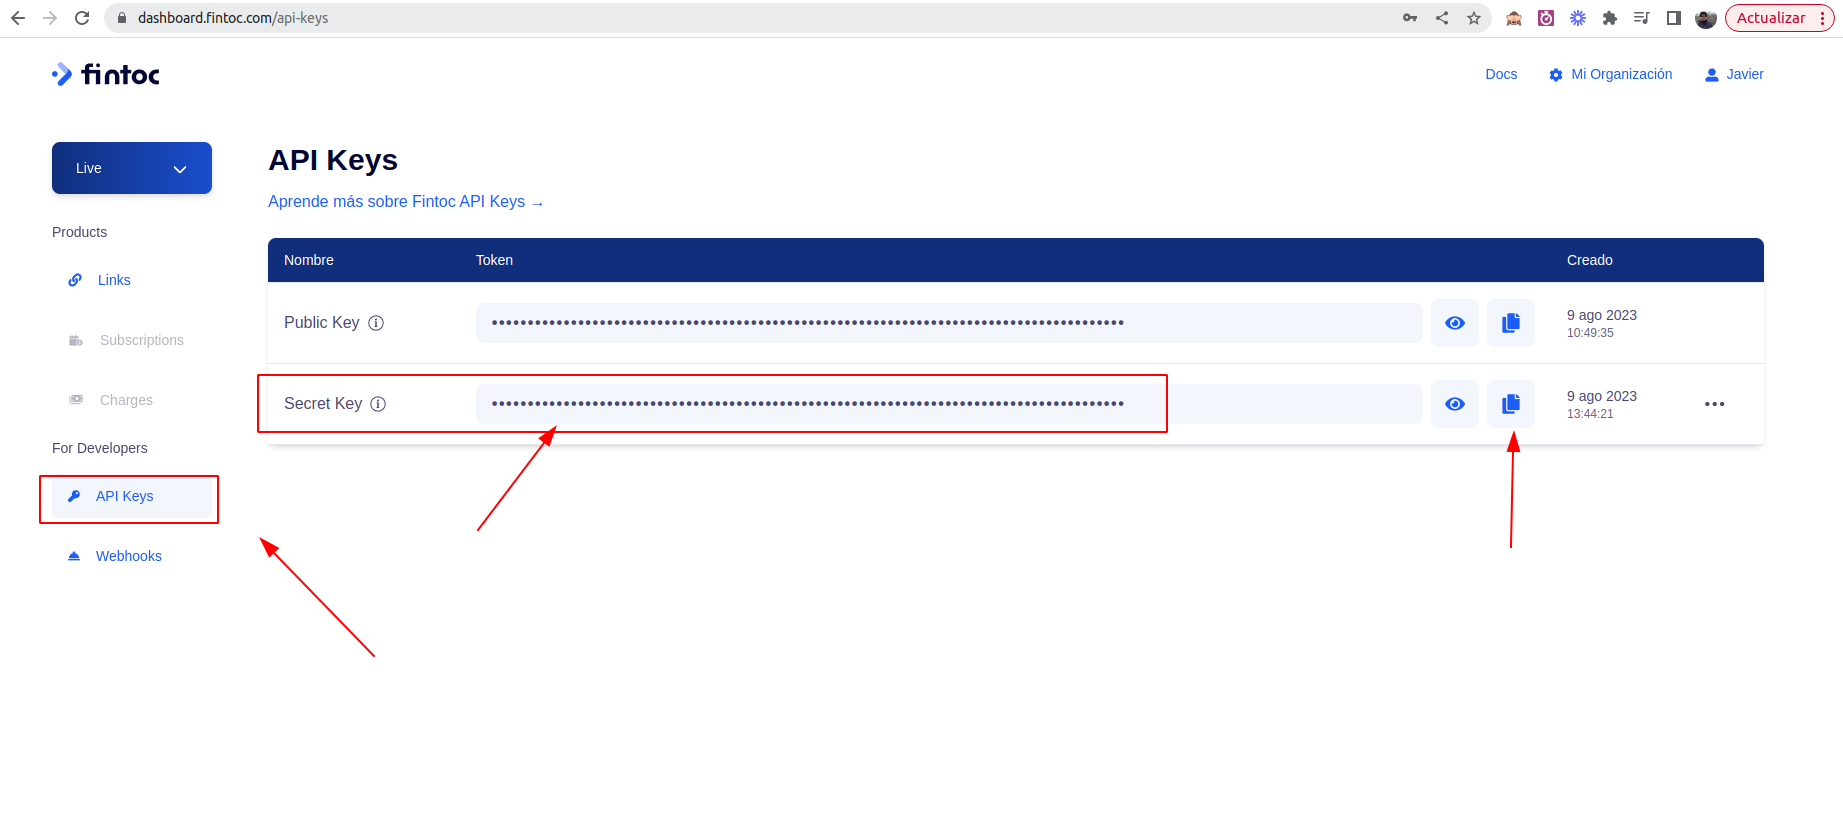 dashboard.fintoc.com/api-keys
Actualizar
fintoc
Docs
Mi Organización
Javier
Live
API Keys
Aprende más sobre Fintoc API Keys →
Products
Nombre
Token
Creado
Links
Public Key
••••••••••••••••••••••••••••••••••••••••••••••••••••••••••••••••••••••••••••••••••••••••
9 ago 2023
10:49:35
Subscriptions
Charges
Secret Key
••••••••••••••••••••••••••••••••••••••••••••••••••••••••••••••••••••••••••••••••••••••••
9 ago 2023
13:44:21
For Developers
API Keys
Webhooks